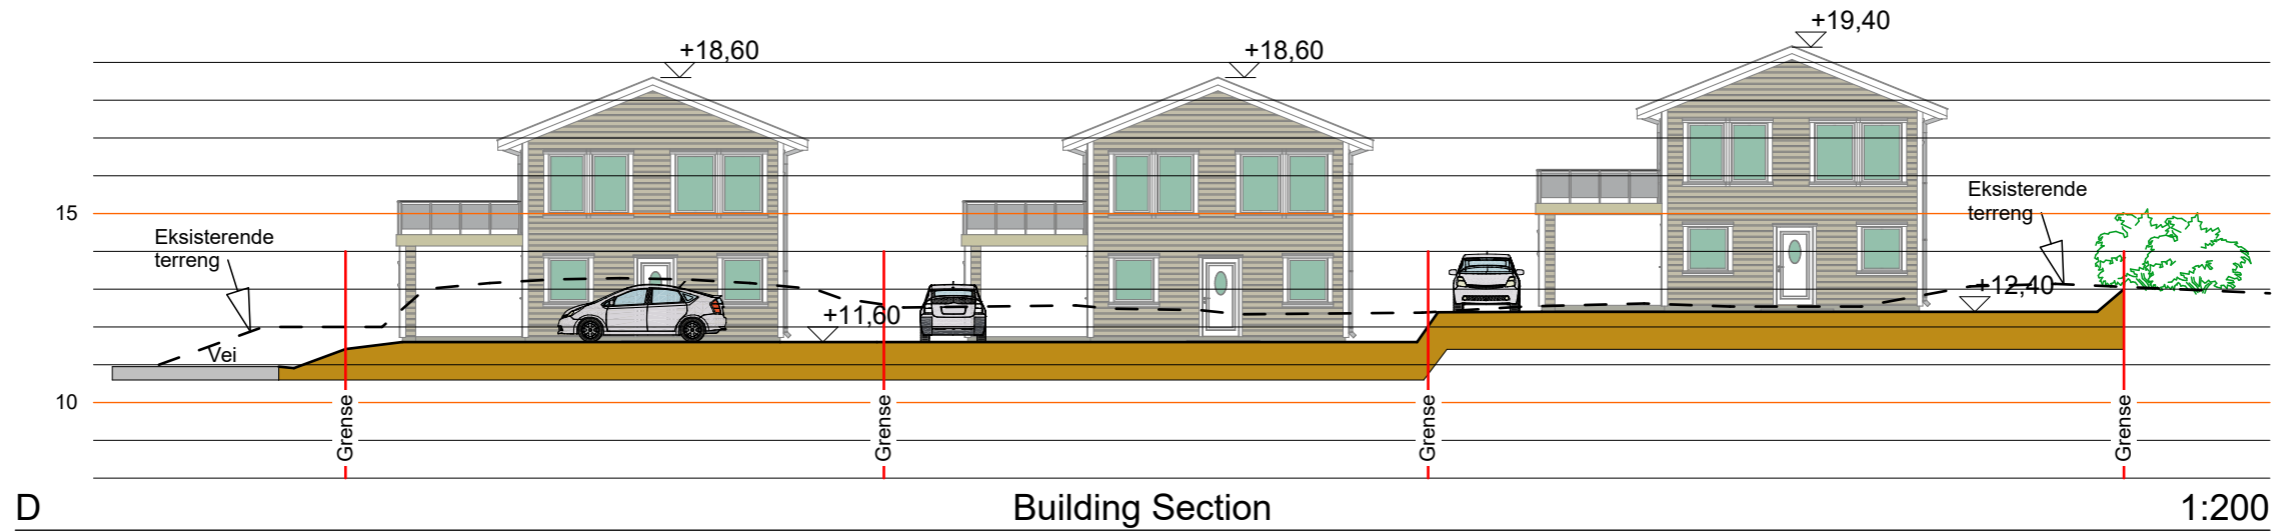 +19,40
+18,60
+18,60
Eksisterende
terreng
15
Eksisterende
terreng
+12,40
+11,60
Vei
10
Grense
Grense
Grense
Grense
D
Building Section
1:200